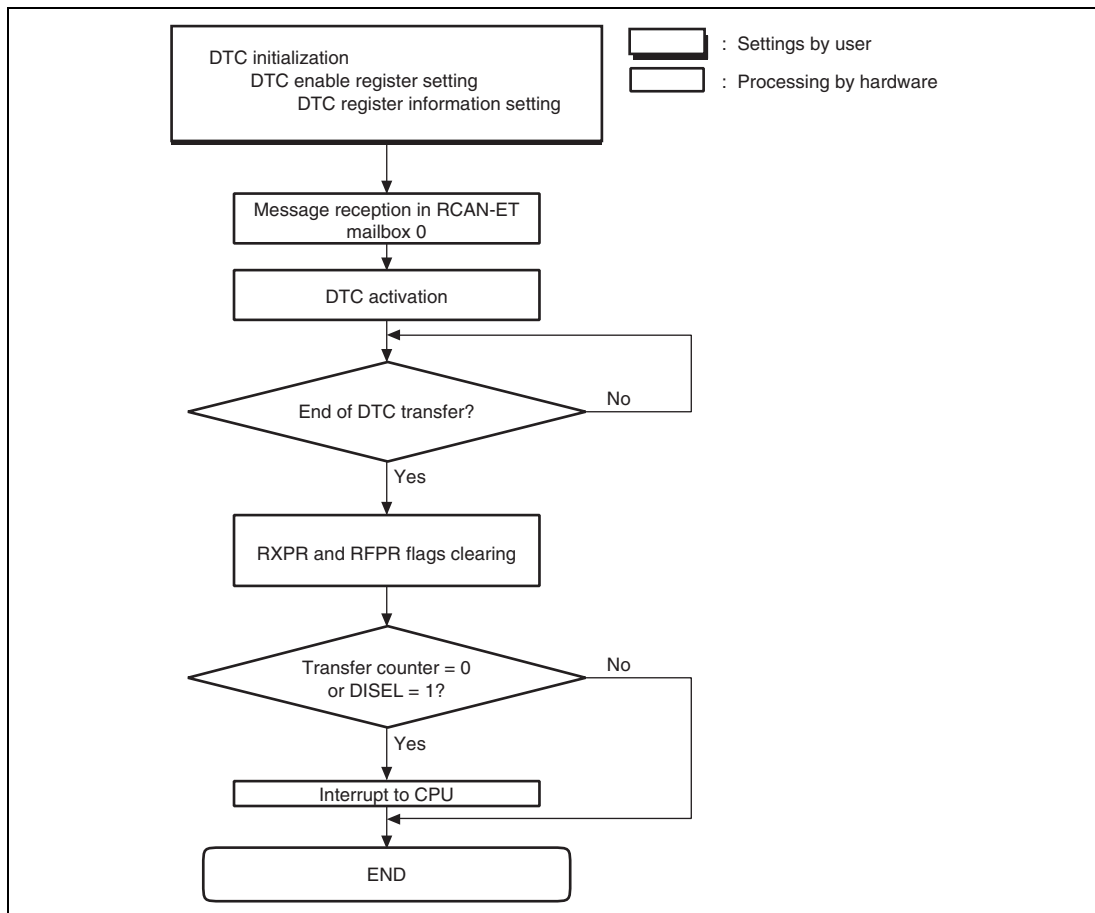 DTC initialization
DTC enable register setting
DTC register information setting
: Settings by user
: Processing by hardware
Message reception in RCAN-ET
mailbox 0
DTC activation
End of DTC transfer?
No
Yes
RXPR and RFPR flags clearing
Transfer counter = 0
or DISEL = 1?
No
Yes
Interrupt to CPU
END